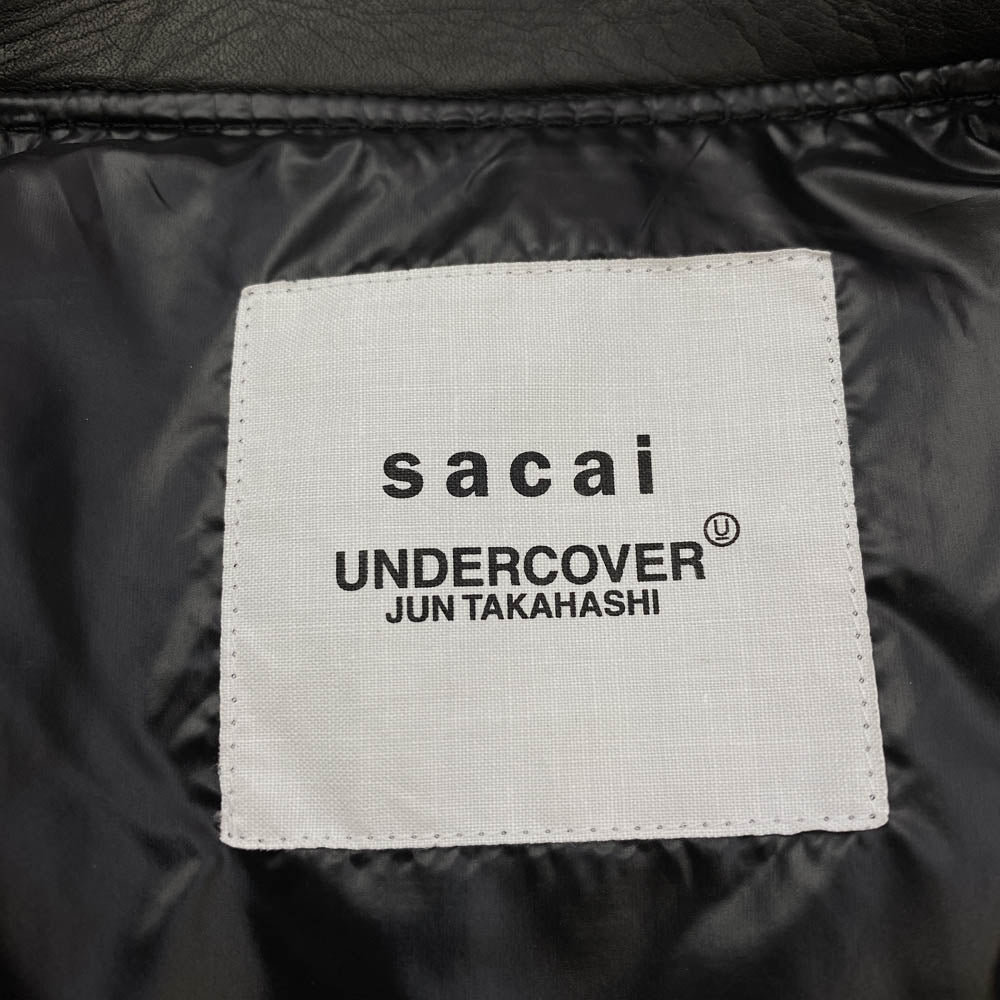 sacai
UNDERCOVER Ⓤ
JUN TAKAHASHI